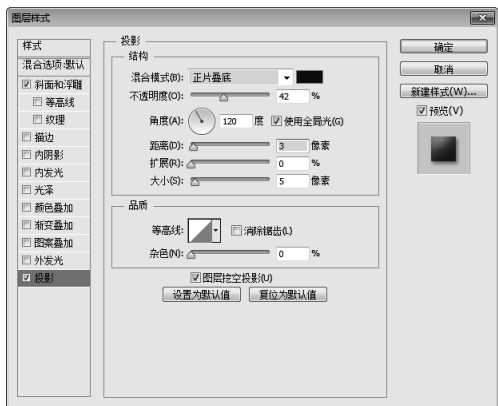 图层样式
样式
混合选项:默认
斜面和浮雕
等高线
纹理
描边
内阴影
内发光
光泽
颜色叠加
渐变叠加
图案叠加
外发光
投影
投影
结构
混合模式(B): 正片叠底
不透明度(O): 42 %
角度(A): 120 度 使用全局光(G)
距离(D): 3 像素
扩展(R): 0 %
大小(S): 5 像素
品质
等高线: 消除锯齿(L)
杂色(N): 0 %
图层挖空投影(U)
设置为默认值 复位为默认值
确定
取消
新建样式(W)...
预览(V)